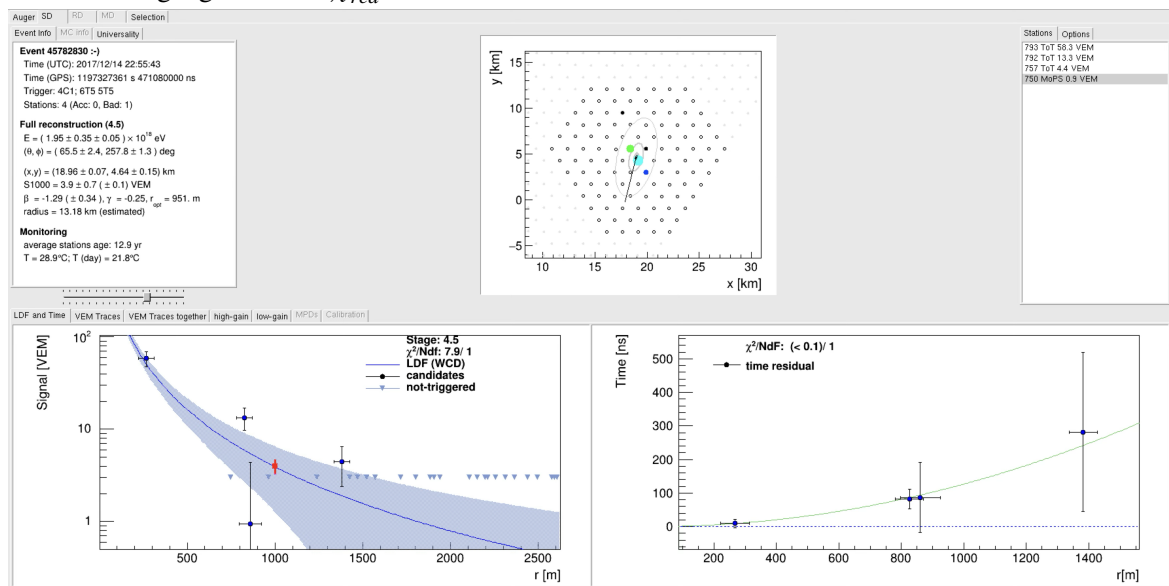 Auger SD RD MD Selection
Event Info MC info Universality
Event 45782830 :-)
Time (UTC): 2017/12/14 22:55:43
Time (GPS): 1197327361 s 471080000 ns
Trigger: 4C1; 6T5 5T5
Stations: 4 (Acc: 0, Bad: 1)
Full reconstruction (4.5)
E = ( 1.95 ± 0.35 ± 0.05 ) × 10^18 eV
(θ, ϕ) = ( 65.5 ± 2.4, 257.8 ± 1.3 ) deg
(x,y) = (18.96 ± 0.07, 4.64 ± 0.15) km
S1000 = 3.9 ± 0.7 ( ± 0.1) VEM
β = -1.29 ( ± 0.34 ), γ = -0.25, r_opt = 951. m
radius = 13.18 km (estimated)
Monitoring
average stations age: 12.9 yr
T = 28.9°C; T (day) = 21.8°C
y [km]
15
10
5
0
−5
10 15 20 25 30
x [km]
Stations Options
793 ToT 58.3 VEM
792 ToT 13.3 VEM
757 ToT 4.4 VEM
750 MoPS 0.9 VEM
LDF and Time VEM Traces VEM Traces together high-gain low-gain MPDs Calibration
Signal [VEM]
10^2
10
1
Stage: 4.5
χ²/Ndf: 7.9/ 1
LDF (WCD)
candidates
not-triggered
500 1000 1500 2000 2500
r [m]
Time [ns]
500
400
300
200
100
0
χ²/NdF: (< 0.1)/ 1
time residual
200 400 600 800 1000 1200 1400
r[m]